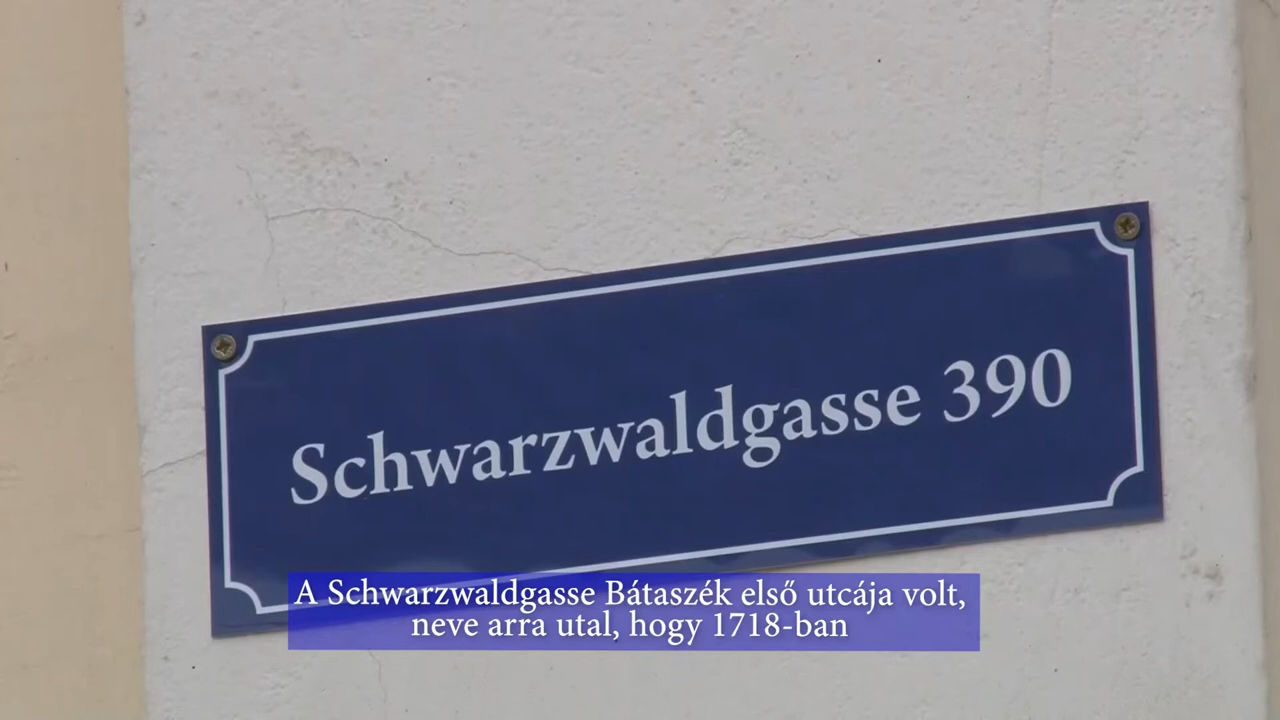 Schwarzwaldgasse 390
A Schwarzwaldgasse Bátaszék első utcája volt,
neve arra utal, hogy 1718-ban